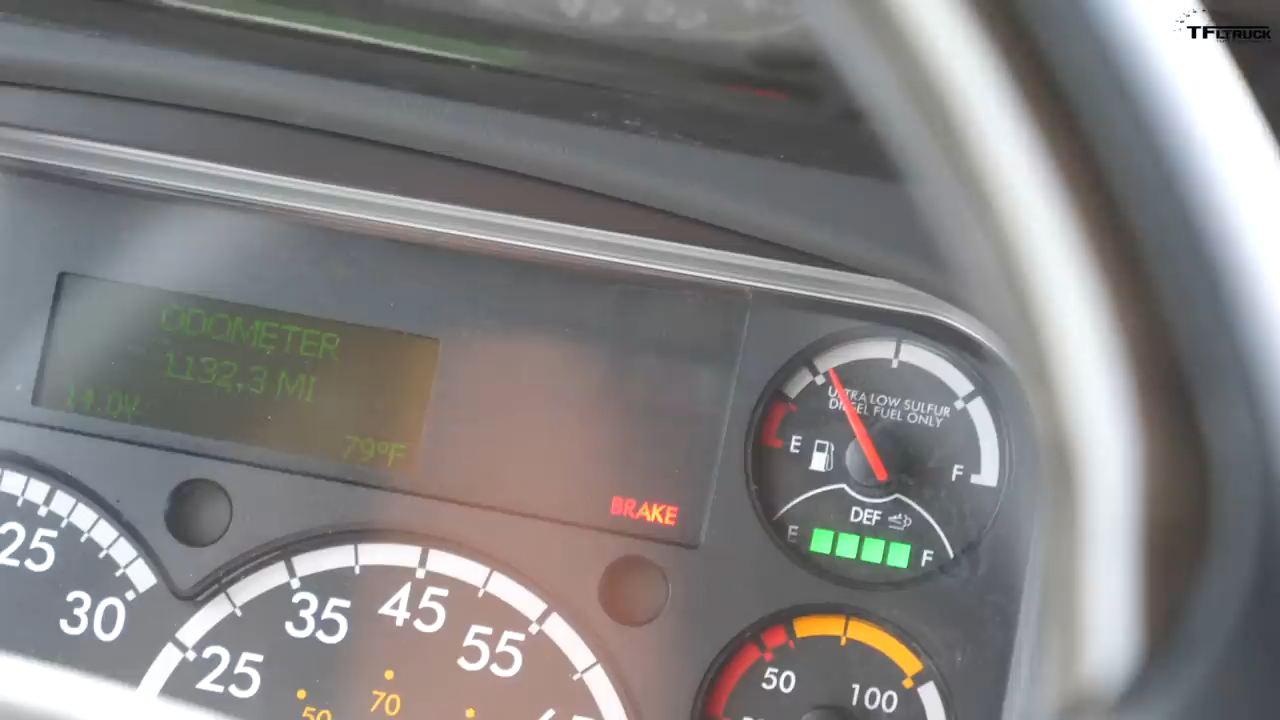 TFLTRUCK
ODOMETER
1132.3 MI
14.0V
79°F
BRAKE
ULTRA LOW SULFUR
DIESEL FUEL ONLY
E
F
DEF
E
F
25
30
25
35
45
55
50
70
50
100